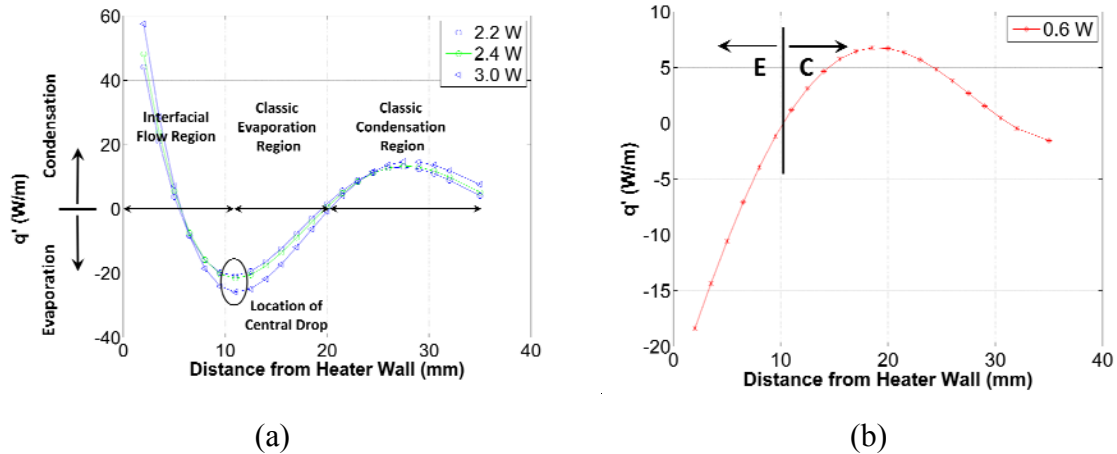 60
40
20
0
-20
-40
0
10
20
30
40
q' (W/m)
Condensation
Evaporation
Distance from Heater Wall (mm)
2.2 W
2.4 W
3.0 W
Interfacial
Flow Region
Classic
Evaporation
Region
Classic
Condensation
Region
Location of
Central Drop
(a)
10
5
0
-5
-10
-15
-20
0
10
20
30
40
q' (W/m)
Distance from Heater Wall (mm)
0.6 W
E C
(b)